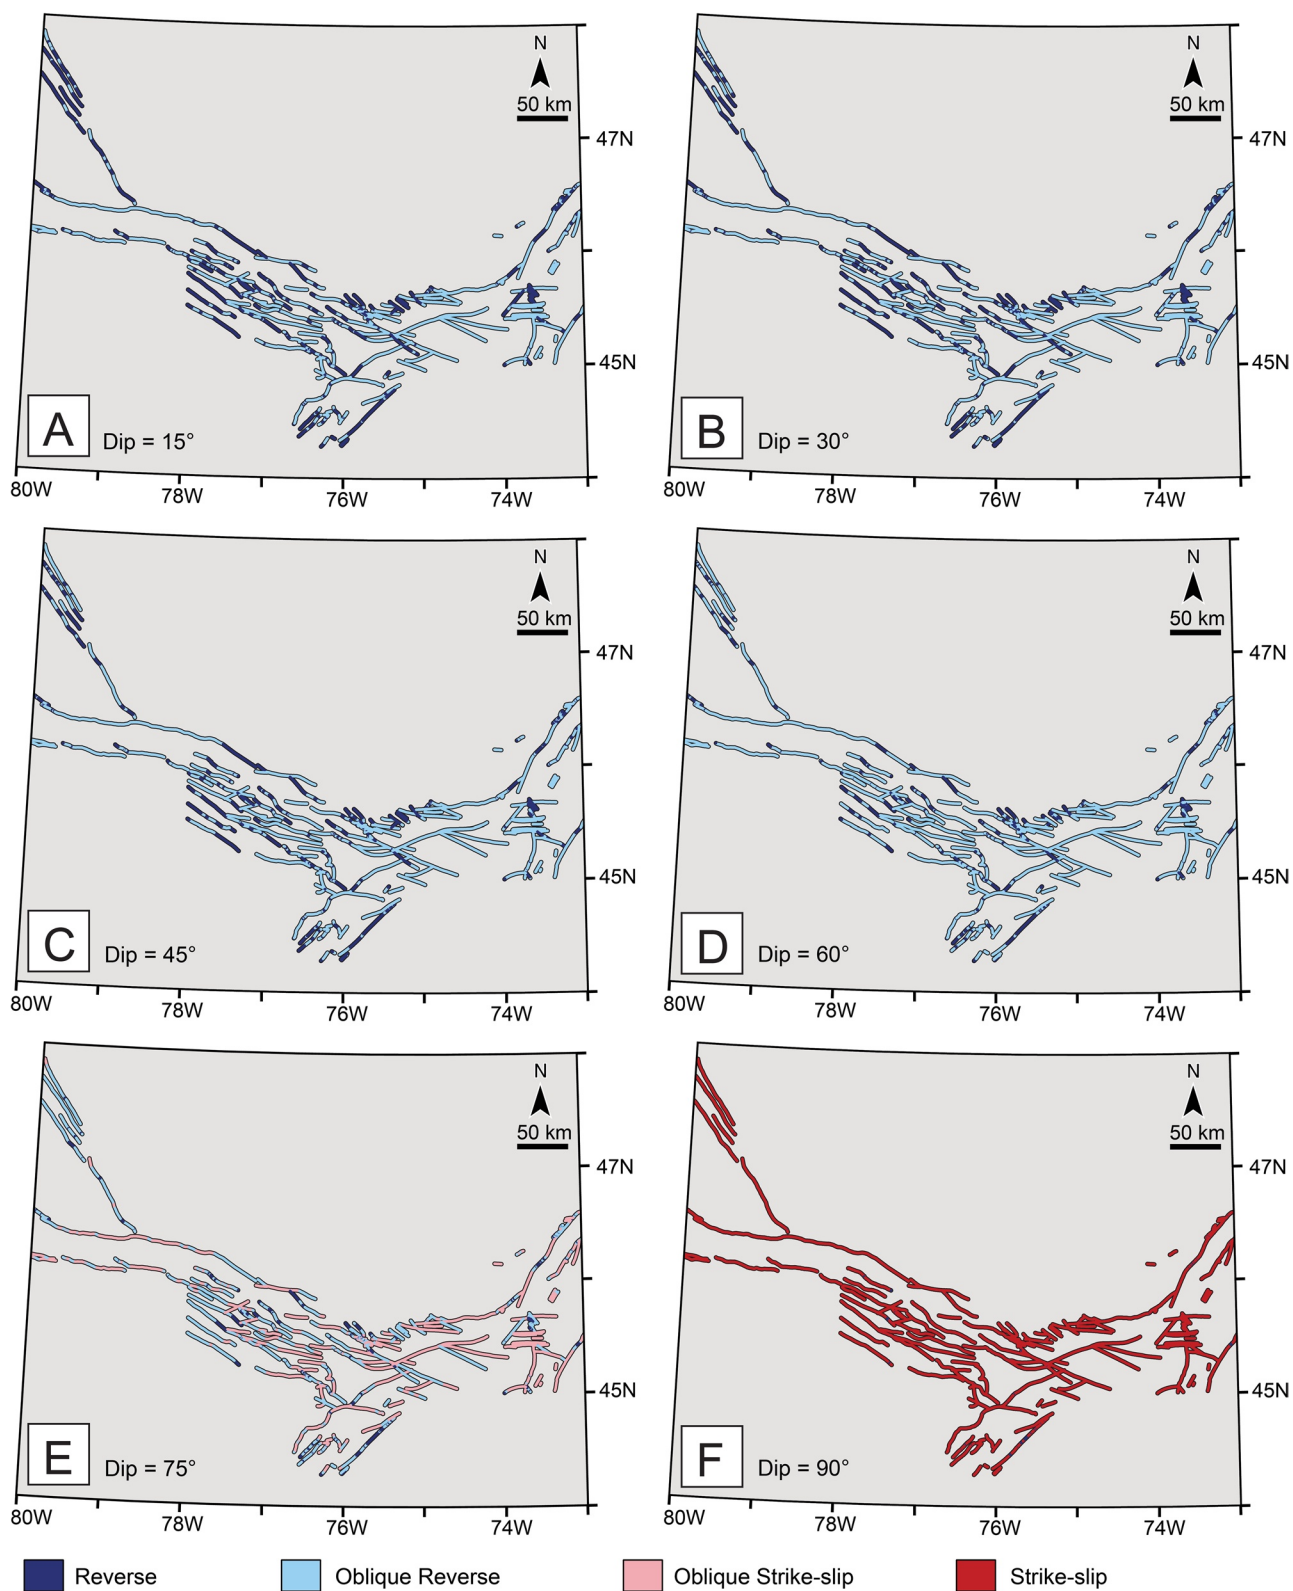 N
50 km
47N
45N
A
Dip = 15°
80W
78W
76W
74W
N
50 km
47N
45N
B
Dip = 30°
80W
78W
76W
74W
N
50 km
47N
45N
C
Dip = 45°
80W
78W
76W
74W
N
50 km
47N
45N
D
Dip = 60°
80W
78W
76W
74W
N
50 km
47N
45N
E
Dip = 75°
80W
78W
76W
74W
N
50 km
47N
45N
F
Dip = 90°
80W
78W
76W
74W
Reverse
Oblique Reverse
Oblique Strike-slip
Strike-slip